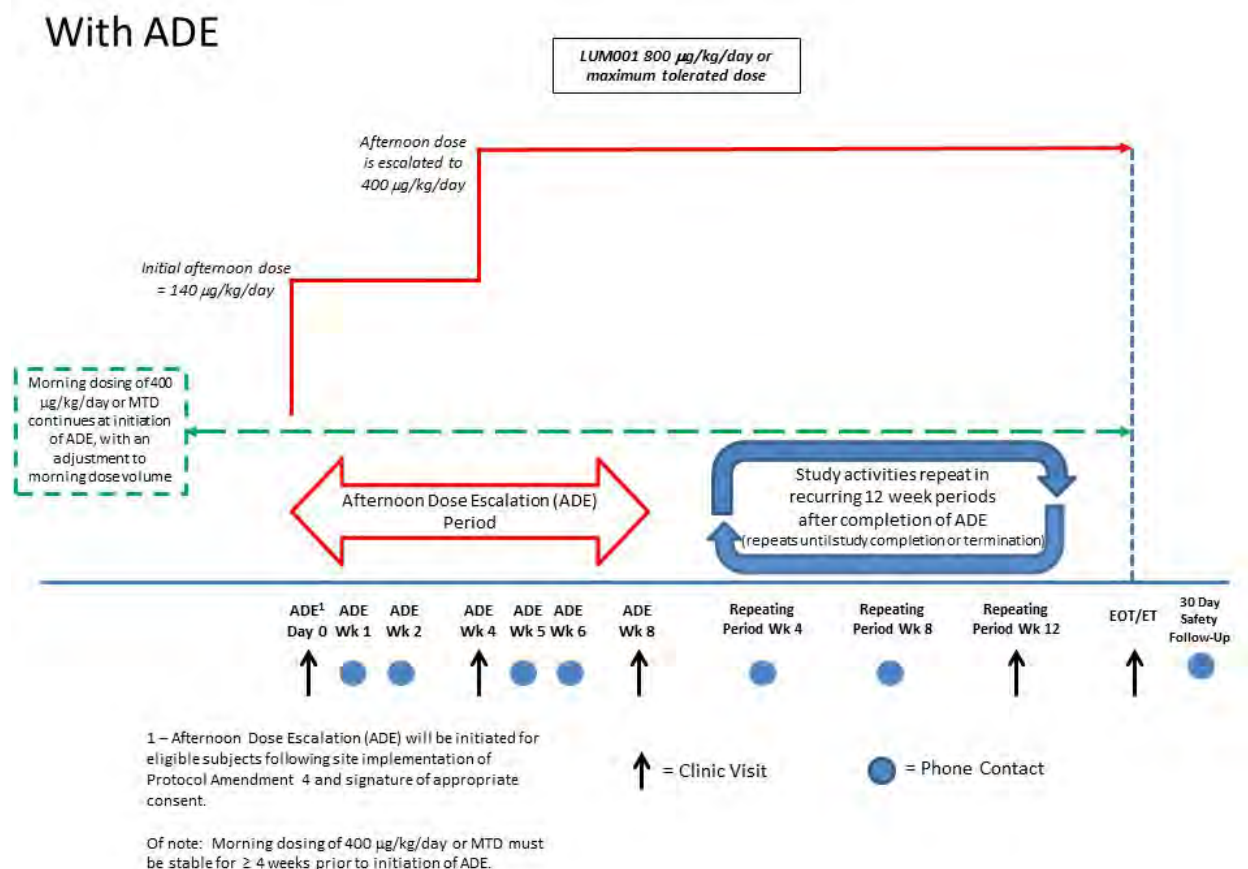 With ADE
LUM001 800 µg/kg/day or
maximum tolerated dose
Afternoon dose
is escalated to
400 µg/kg/day
Initial afternoon dose
= 140 µg/kg/day
Morning dosing of 400
µg/kg/day or MTD
continues at initiation
of ADE, with an
adjustment to
morning dose volume
Afternoon Dose Escalation (ADE)
Period
Study activities repeat in
recurring 12 week periods
after completion of ADE
(repeats until study completion or termination)
ADE¹ Day 0
ADE Wk 1
ADE Wk 2
ADE Wk 4
ADE Wk 5
ADE Wk 6
ADE Wk 8
Repeating Period Wk 4
Repeating Period Wk 8
Repeating Period Wk 12
EOT/ET
30 Day
Safety
Follow-Up
1 – Afternoon Dose Escalation (ADE) will be initiated for
eligible subjects following site implementation of
Protocol Amendment 4 and signature of appropriate
consent.
= Clinic Visit
= Phone Contact
Of note: Morning dosing of 400 µg/kg/day or MTD must
be stable for ≥ 4 weeks prior to initiation of ADE.